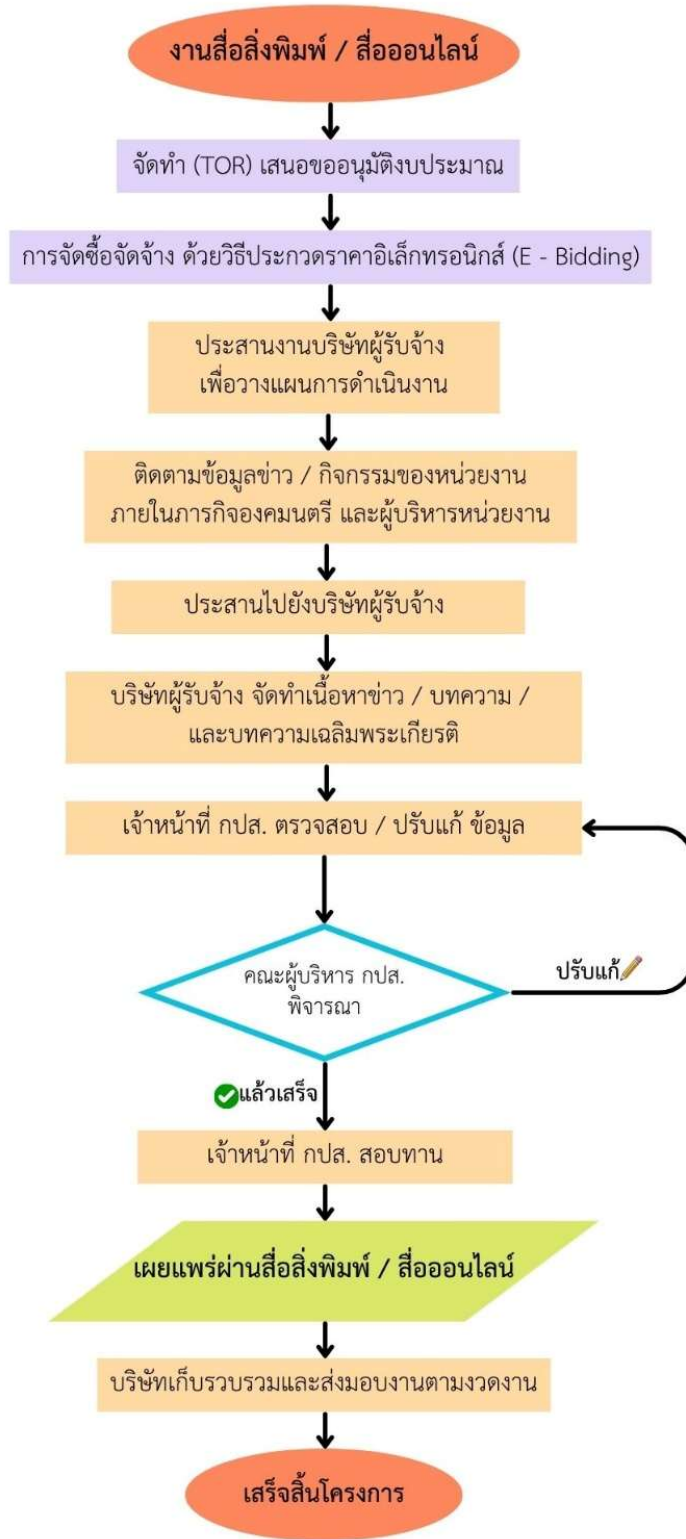 งานสื่อสิ่งพิมพ์ / สื่อออนไลน์
จัดทำ (TOR) เสนอขออนุมัติงบประมาณ
การจัดซื้อจัดจ้าง ด้วยวิธีประกวดราคาอิเล็กทรอนิกส์ (E - Bidding)
ประสานงานบริษัทผู้รับจ้าง
เพื่อวางแผนการดำเนินงาน
ติดตามข้อมูลข่าว / กิจกรรมของหน่วยงาน
ภายในภารกิจองคมนตรี และผู้บริหารหน่วยงาน
ประสานไปยังบริษัทผู้รับจ้าง
บริษัทผู้รับจ้าง จัดทำเนื้อหาข่าว / บทความ /
และบทความเฉลิมพระเกียรติ
เจ้าหน้าที่ กปส. ตรวจสอบ / ปรับแก้ ข้อมูล
คณะผู้บริหาร กปส.
พิจารณา
ปรับแก้
แล้วเสร็จ
เจ้าหน้าที่ กปส. สอบทาน
เผยแพร่ผ่านสื่อสิ่งพิมพ์ / สื่อออนไลน์
บริษัทเก็บรวบรวมและส่งมอบงานตามงวดงาน
เสร็จสิ้นโครงการ